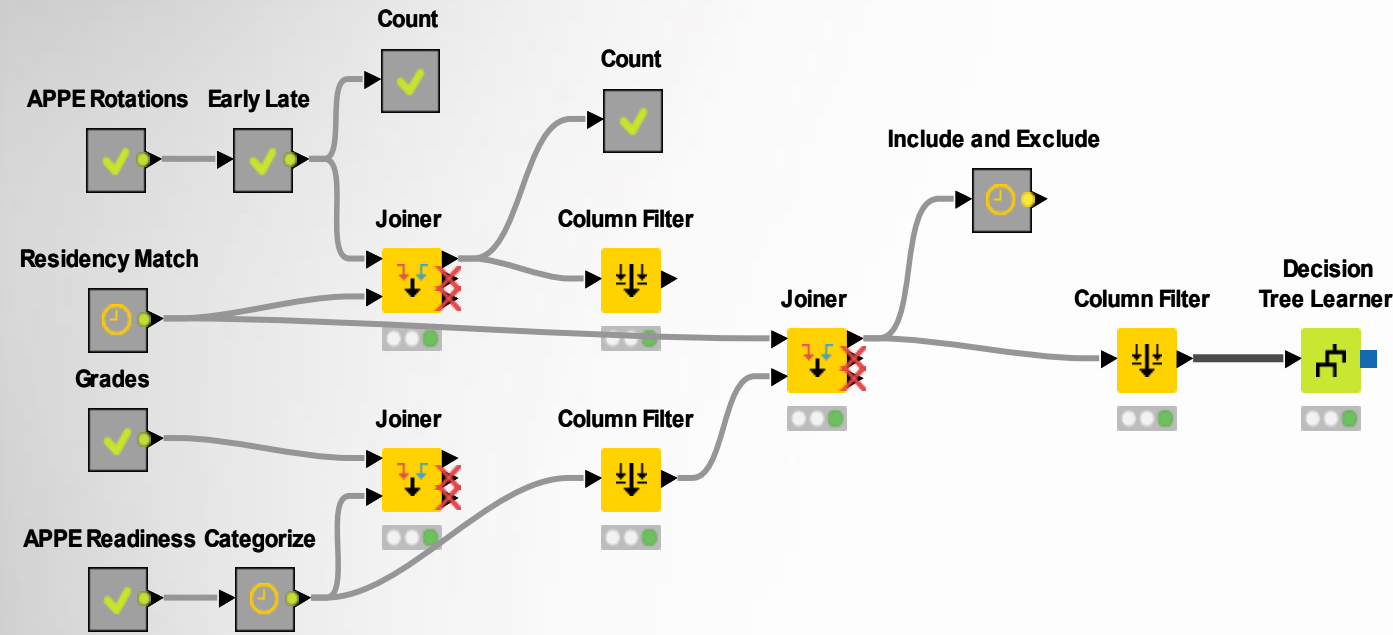 Count
Count
APPE Rotations
Early Late
Include and Exclude
Joiner
Column Filter
Residency Match
Decision
Tree Learner
Joiner
Column Filter
Grades
Joiner
Column Filter
APPE Readiness
Categorize